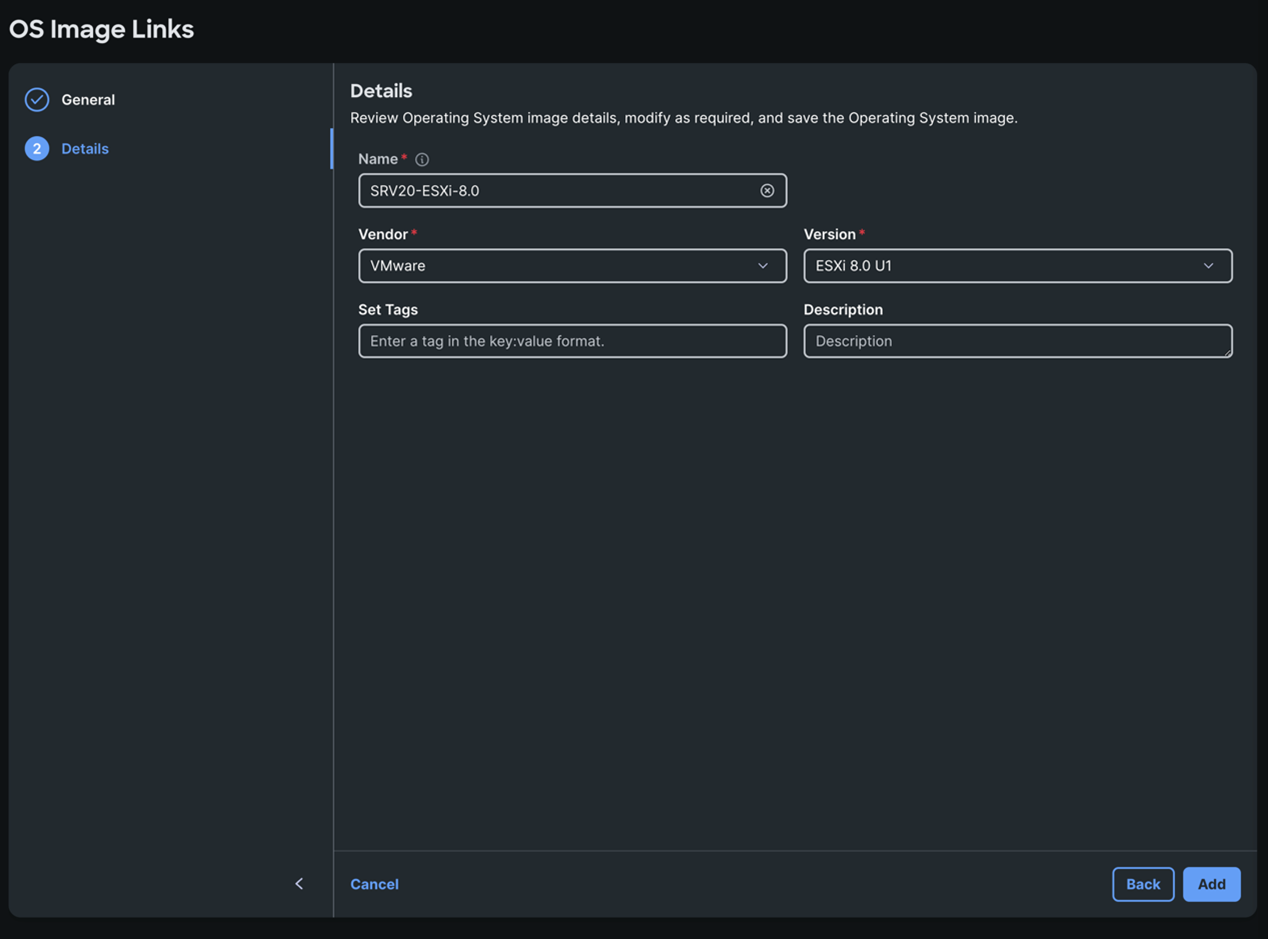 OS Image Links
General
2 Details
Details
Review Operating System image details, modify as required, and save the Operating System image.
Name *
SRV20-ESXi-8.0
Vendor * Version *
VMware ESXi 8.0 U1
Set Tags Description
Enter a tag in the key:value format. Description
Cancel Back Add